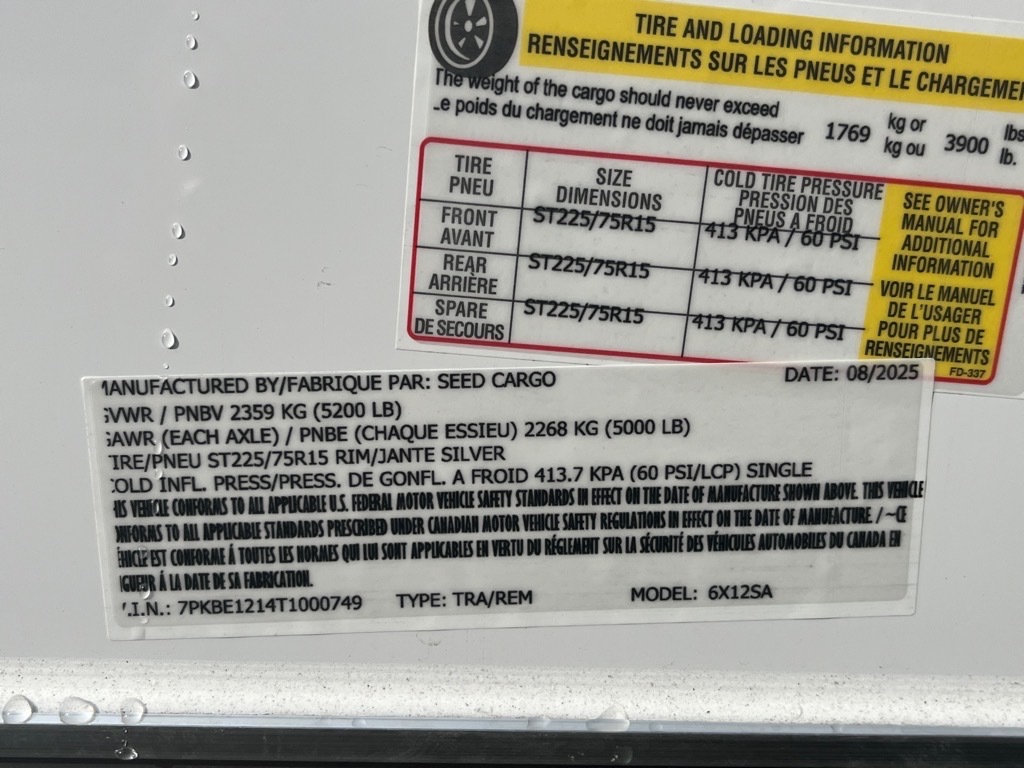 TIRE AND LOADING INFORMATION
RENSEIGNEMENTS SUR LES PNEUS ET LE CHARGEME
The weight of the cargo should never exceed
Le poids du chargement ne doit jamais dépasser
1769 kg or 3900 lbs
kg ou lb.
TIRE SIZE COLD TIRE PRESSURE
PNEU DIMENSIONS PRESSION DES
PNEUS A FROID
FRONT ST225/75R15 413 KPA / 60 PSI
AVANT
REAR ST225/75R15 413 KPA / 60 PSI
ARRIÈRE
SPARE ST225/75R15 413 KPA / 60 PSI
DE SECOURS
SEE OWNER'S
MANUAL FOR
ADDITIONAL
INFORMATION
VOIR LE MANUEL
DE L'USAGER
POUR PLUS DE
RENSEIGNEMENTS
FD-337
MANUFACTURED BY/FABRIQUE PAR: SEED CARGO DATE: 08/2025
GVWR / PNBV 2359 KG (5200 LB)
GAWR (EACH AXLE) / PNBE (CHAQUE ESSIEU) 2268 KG (5000 LB)
TIRE/PNEU ST225/75R15 RIM/JANTE SILVER
COLD INFL. PRESS/PRESS. DE GONFL. A FROID 413.7 KPA (60 PSI/LCP) SINGLE
THIS VEHICLE CONFORMS TO ALL APPLICABLE U.S. FEDERAL MOTOR VEHICLE SAFETY STANDARDS IN EFFECT ON THE DATE OF MANUFACTURE SHOWN ABOVE. THIS VEHICLE
CONFORMS TO ALL APPLICABLE STANDARDS PRESCRIBED UNDER CANADIAN MOTOR VEHICLE SAFETY REGULATIONS IN EFFECT ON THE DATE OF MANUFACTURE. / ~CE
VÉHICLE EST CONFORME Á TOUTES LES NORMES QUI LUI SONT APPLICABLES EN VERTU DU RÉGLEMENT SUR LA SÉCURITÉ DES VÉHICULES AUTOMOBILES DU CANADA EN
VIGUEUR Á LA DATE DE SA FABRICATION.
V.I.N.: 7PKBE1214T1000749 TYPE: TRA/REM MODEL: 6X12SA